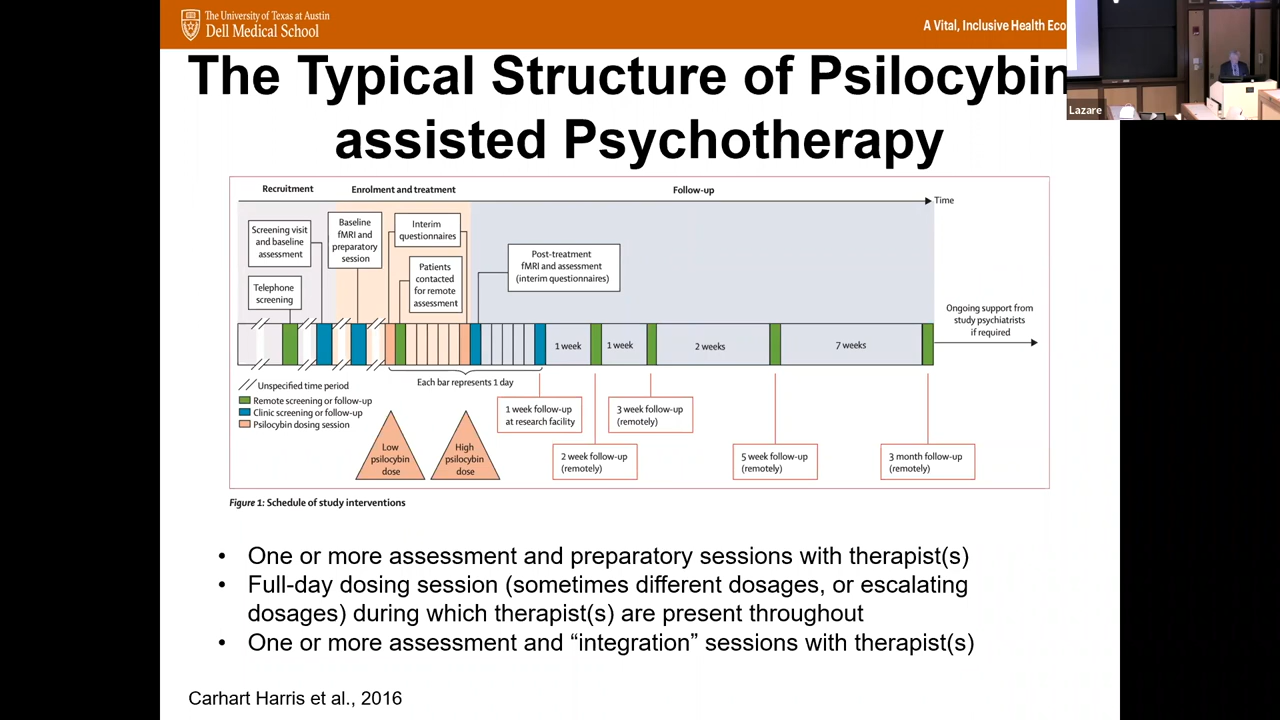 The University of Texas at Austin
Dell Medical School
A Vital, Inclusive Health Eco
Lazare
The Typical Structure of Psilocybin
assisted Psychotherapy
Recruitment
Enrolment and treatment
Follow-up
Time
Screening visit
and baseline
assessment
Baseline
fMRI and
preparatory
session
Interim
questionnaires
Patients
contacted
for remote
assessment
Post-treatment
fMRI and assessment
(interim questionnaires)
Telephone
screening
Ongoing support from
study psychiatrists
if required
1 week
1 week
2 weeks
7 weeks
Each bar represents 1 day
Unspecified time period
Remote screening or follow-up
Clinic screening or follow-up
Psilocybin dosing session
Low
psilocybin
dose
High
psilocybin
dose
1 week follow-up
at research facility
3 week follow-up
(remotely)
2 week follow-up
(remotely)
5 week follow-up
(remotely)
3 month follow-up
(remotely)
Figure 1: Schedule of study interventions
• One or more assessment and preparatory sessions with therapist(s)
• Full-day dosing session (sometimes different dosages, or escalating
dosages) during which therapist(s) are present throughout
• One or more assessment and “integration” sessions with therapist(s)
Carhart Harris et al., 2016